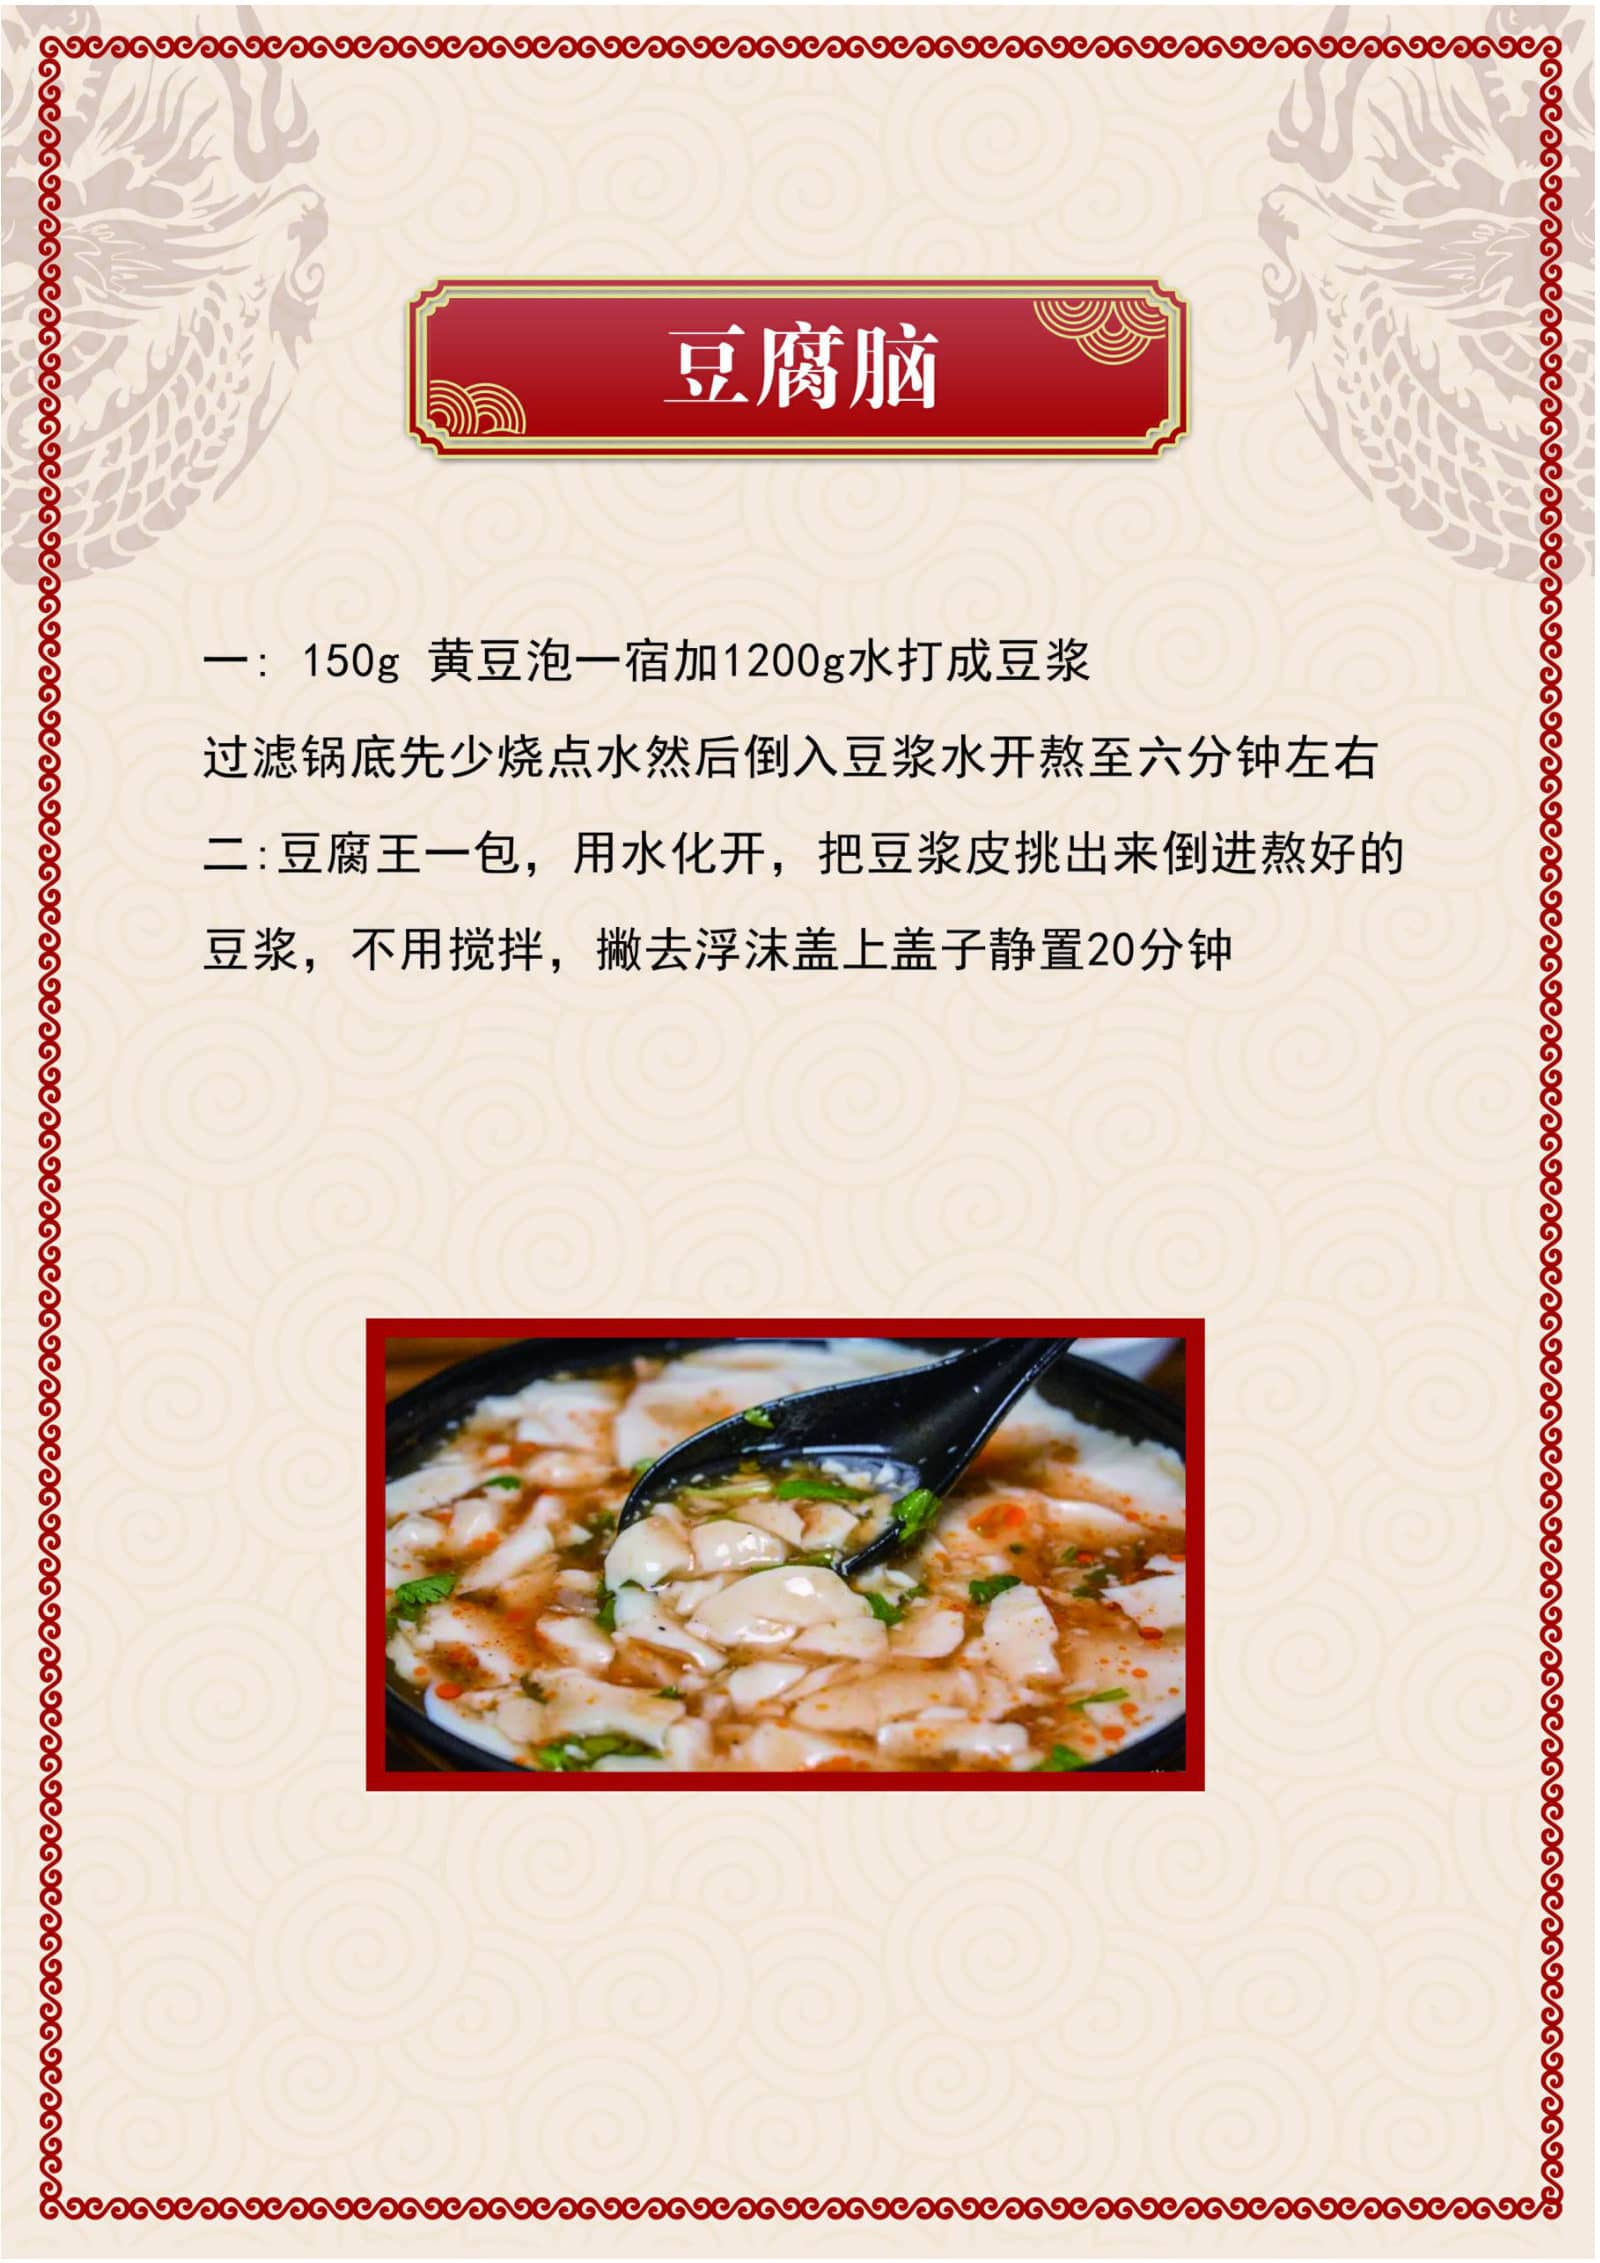 豆腐脑
一: 150g 黄豆泡一宿加1200g水打成豆浆
过滤锅底先少烧点水然后倒入豆浆水开熬至六分钟左右
二:豆腐王一包，用水化开，把豆浆皮挑出来倒进熬好的
豆浆，不用搅拌，撇去浮沫盖上盖子静置20分钟